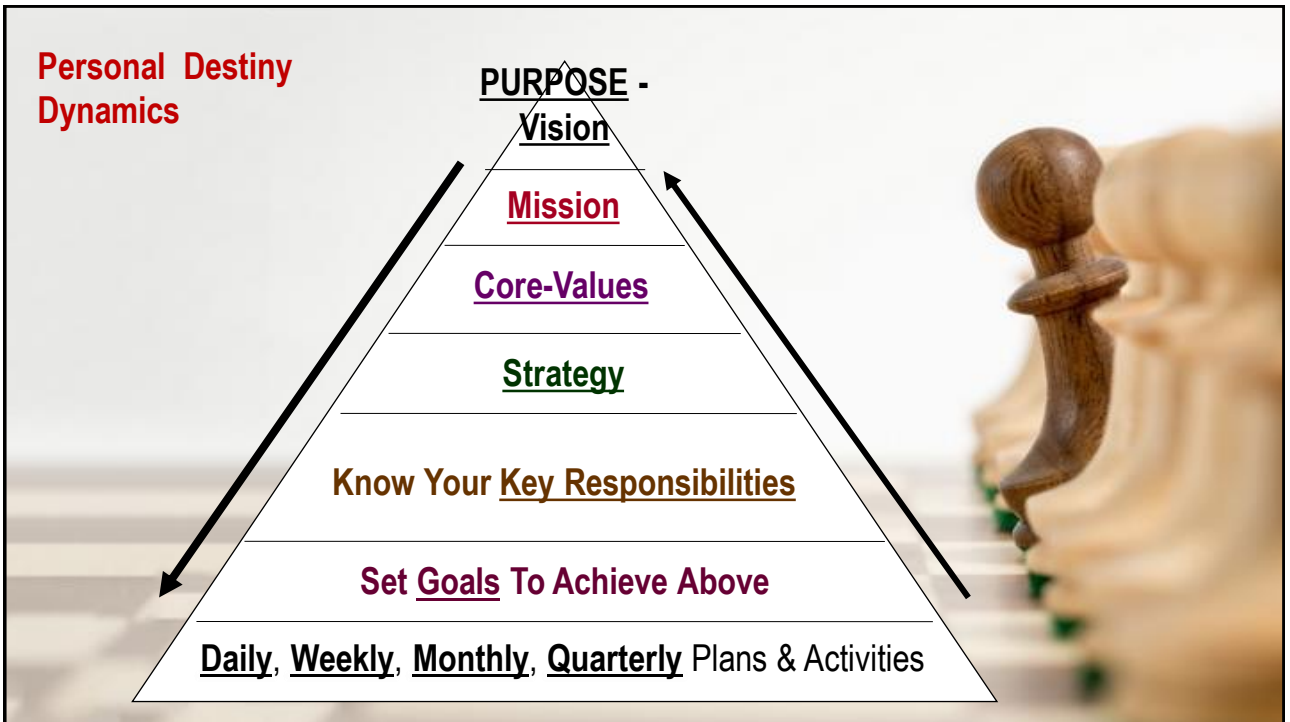 Personal Destiny
Dynamics
PURPOSE -
Vision
Mission
Core-Values
Strategy
Know Your Key Responsibilities
Set Goals To Achieve Above
Daily, Weekly, Monthly, Quarterly Plans & Activities